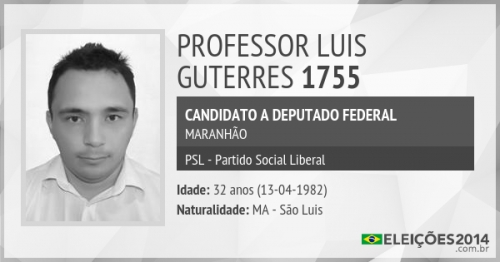 PROFESSOR LUIS
GUTERRES 1755
CANDIDATO A DEPUTADO FEDERAL
MARANHÃO
PSL - Partido Social Liberal
Idade: 32 anos (13-04-1982)
Naturalidade: MA - São Luis
ELEIÇÕES2014
.com.br